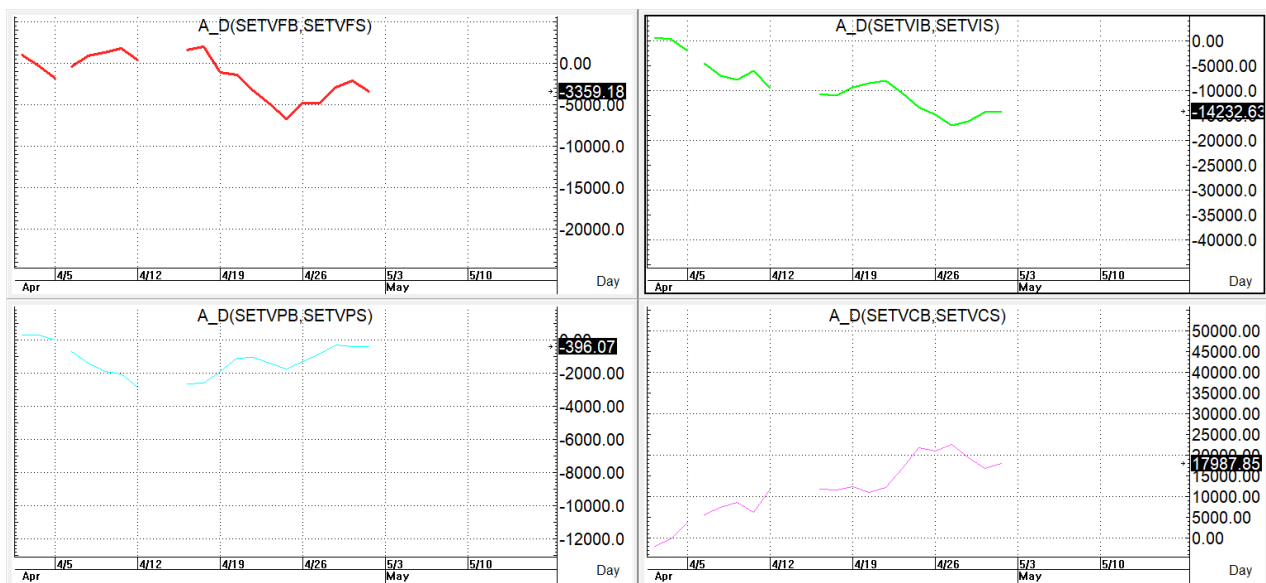 A_D(SETVFB,SETVFS)
0.00
-3359.18
-5000.00
-10000.0
-15000.0
-20000.0
4/5 4/12 4/19 4/26 5/3 5/10 Day
Apr May
A_D(SETVIB,SETVIS)
0.00
-5000.00
-10000.0
-14232.63
-20000.0
-25000.0
-30000.0
-35000.0
-40000.0
4/5 4/12 4/19 4/26 5/3 5/10 Day
Apr May
A_D(SETVPB,SETVPS)
-396.07
-2000.00
-4000.00
-6000.00
-8000.00
-10000.0
-12000.0
4/5 4/12 4/19 4/26 5/3 5/10 Day
Apr May
A_D(SETVCB,SETVCS)
50000.00
45000.00
40000.00
35000.00
30000.00
25000.00
20000.00
17987.85
15000.00
10000.00
5000.00
0.00
4/5 4/12 4/19 4/26 5/3 5/10 Day
Apr May